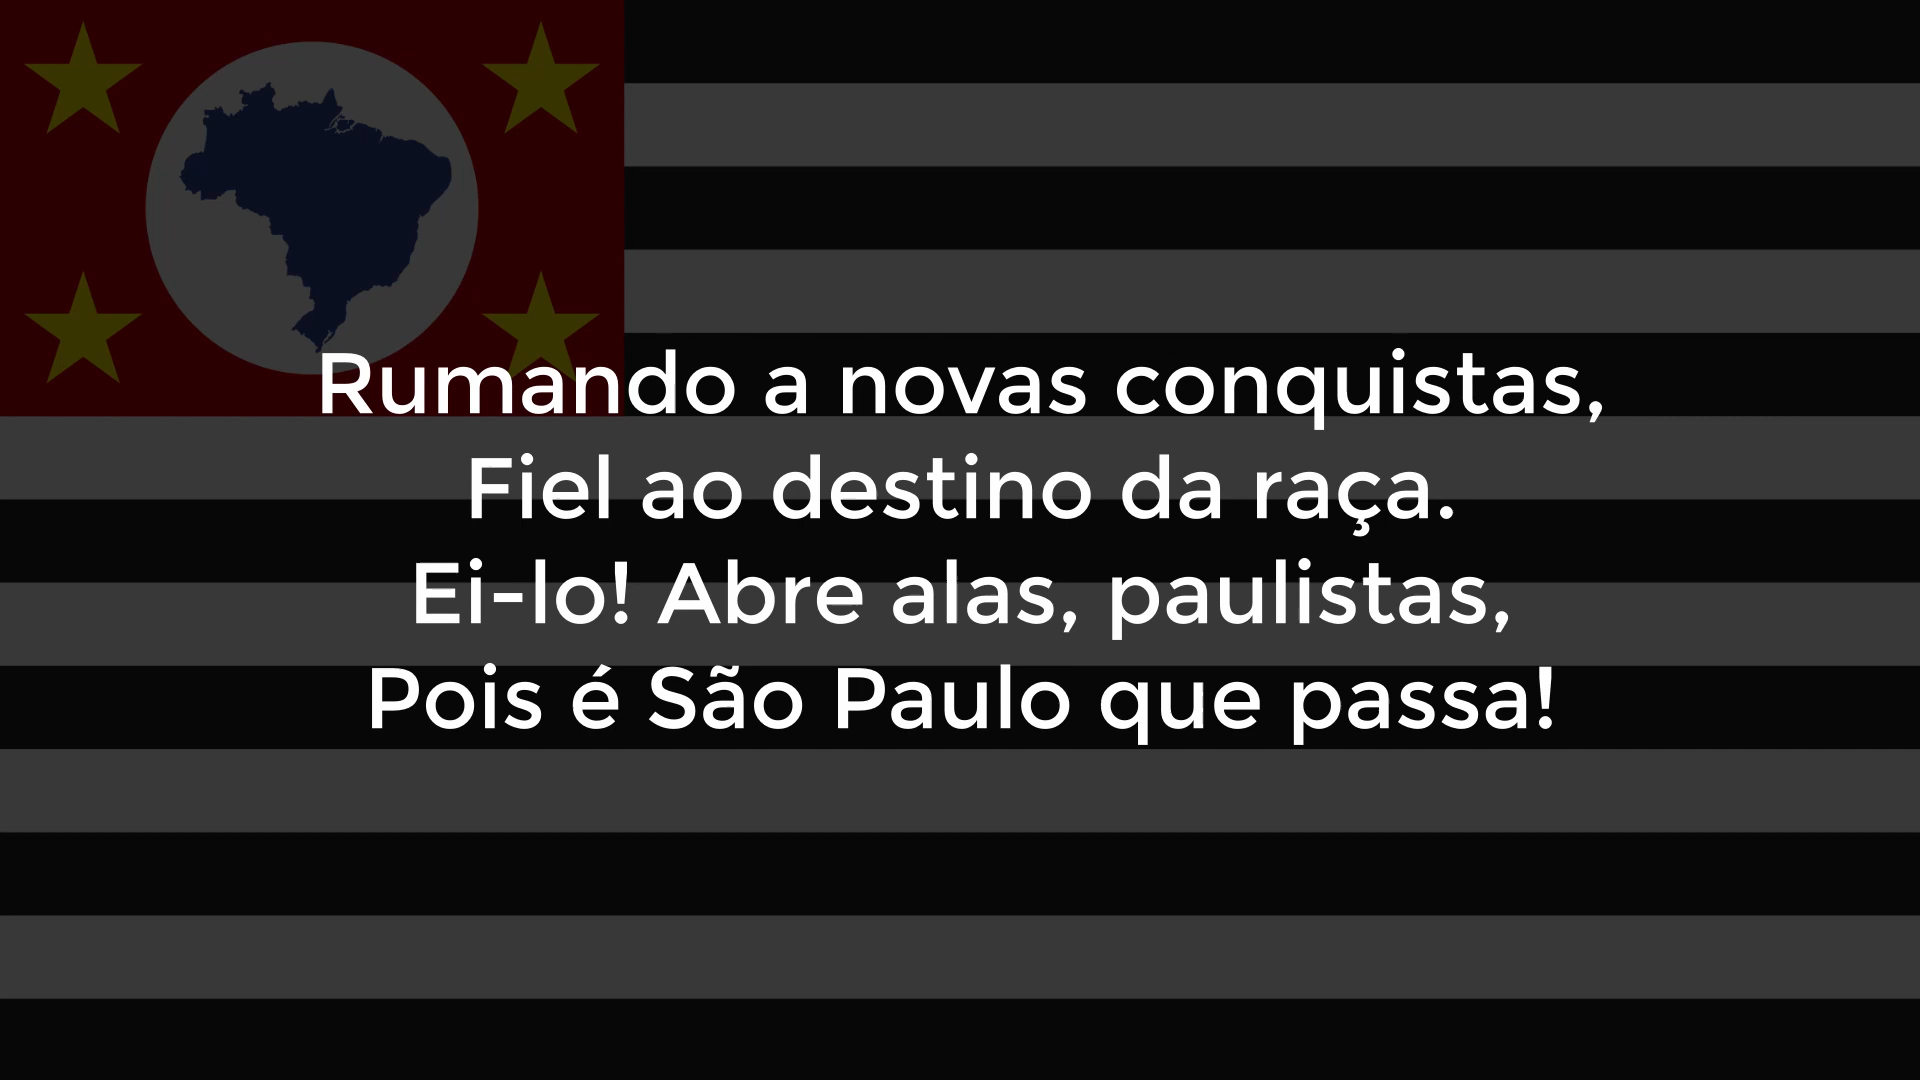 Rumando a novas conquistas,
Fiel ao destino da raça.
Ei-lo! Abre alas, paulistas,
Pois é São Paulo que passa!